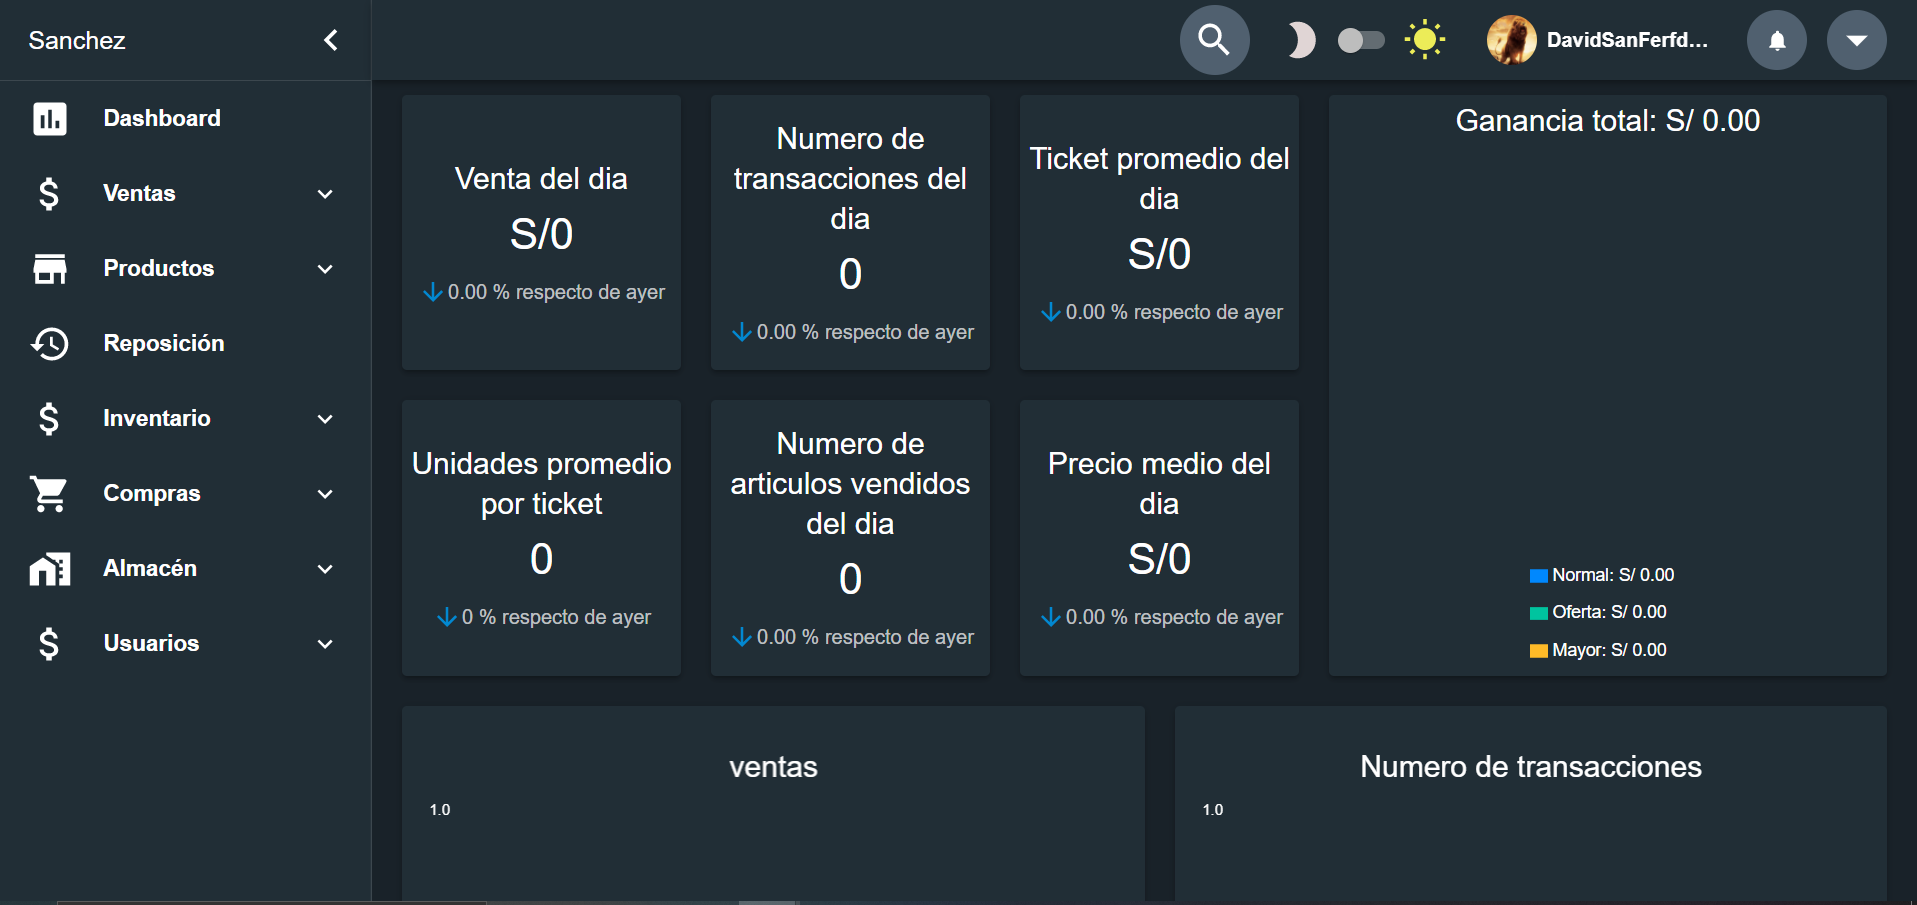 Sanchez
DavidSanFerfd...
Dashboard
Ventas
Productos
Reposición
Inventario
Compras
Almacén
Usuarios
Venta del dia
S/0
0.00 % respecto de ayer
Numero de
transacciones del
dia
0
0.00 % respecto de ayer
Ticket promedio del
dia
S/0
0.00 % respecto de ayer
Ganancia total: S/ 0.00
Normal: S/ 0.00
Oferta: S/ 0.00
Mayor: S/ 0.00
Unidades promedio
por ticket
0
0 % respecto de ayer
Numero de
articulos vendidos
del dia
0
0.00 % respecto de ayer
Precio medio del
dia
S/0
0.00 % respecto de ayer
ventas
1.0
Numero de transacciones
1.0